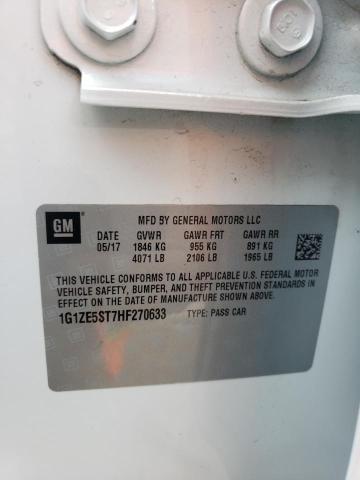 GM
MFD BY GENERAL MOTORS LLC
DATE GVWR GAWR FRT GAWR RR
05/17 1846 KG 955 KG 891 KG
4071 LB 2106 LB 1965 LB
THIS VEHICLE CONFORMS TO ALL APPLICABLE U.S. FEDERAL MOTOR
VEHICLE SAFETY, BUMPER, AND THEFT PREVENTION STANDARDS IN
EFFECT ON THE DATE OF MANUFACTURE SHOWN ABOVE.
1G1ZE5ST7HF270633 TYPE: PASS CAR